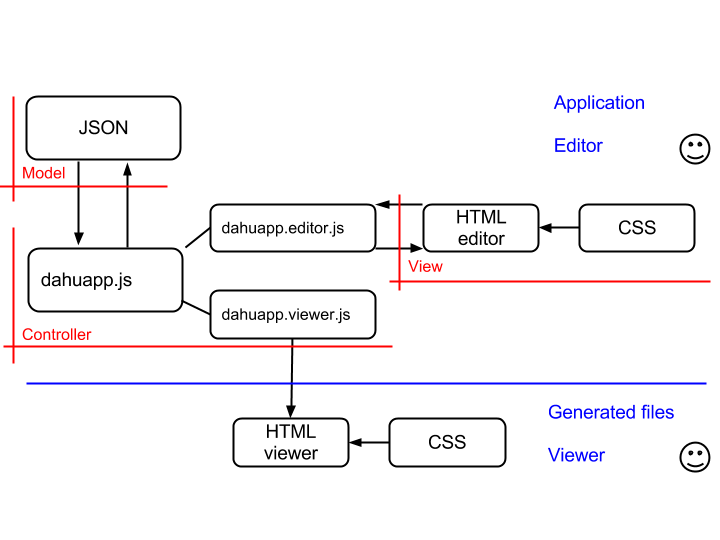 Application
JSON
Editor
Model
HTML
editor
CSS
dahuapp.editor.js
View
dahuapp.js
dahuapp.viewer.js
Controller
Generated files
HTML
viewer
CSS
Viewer